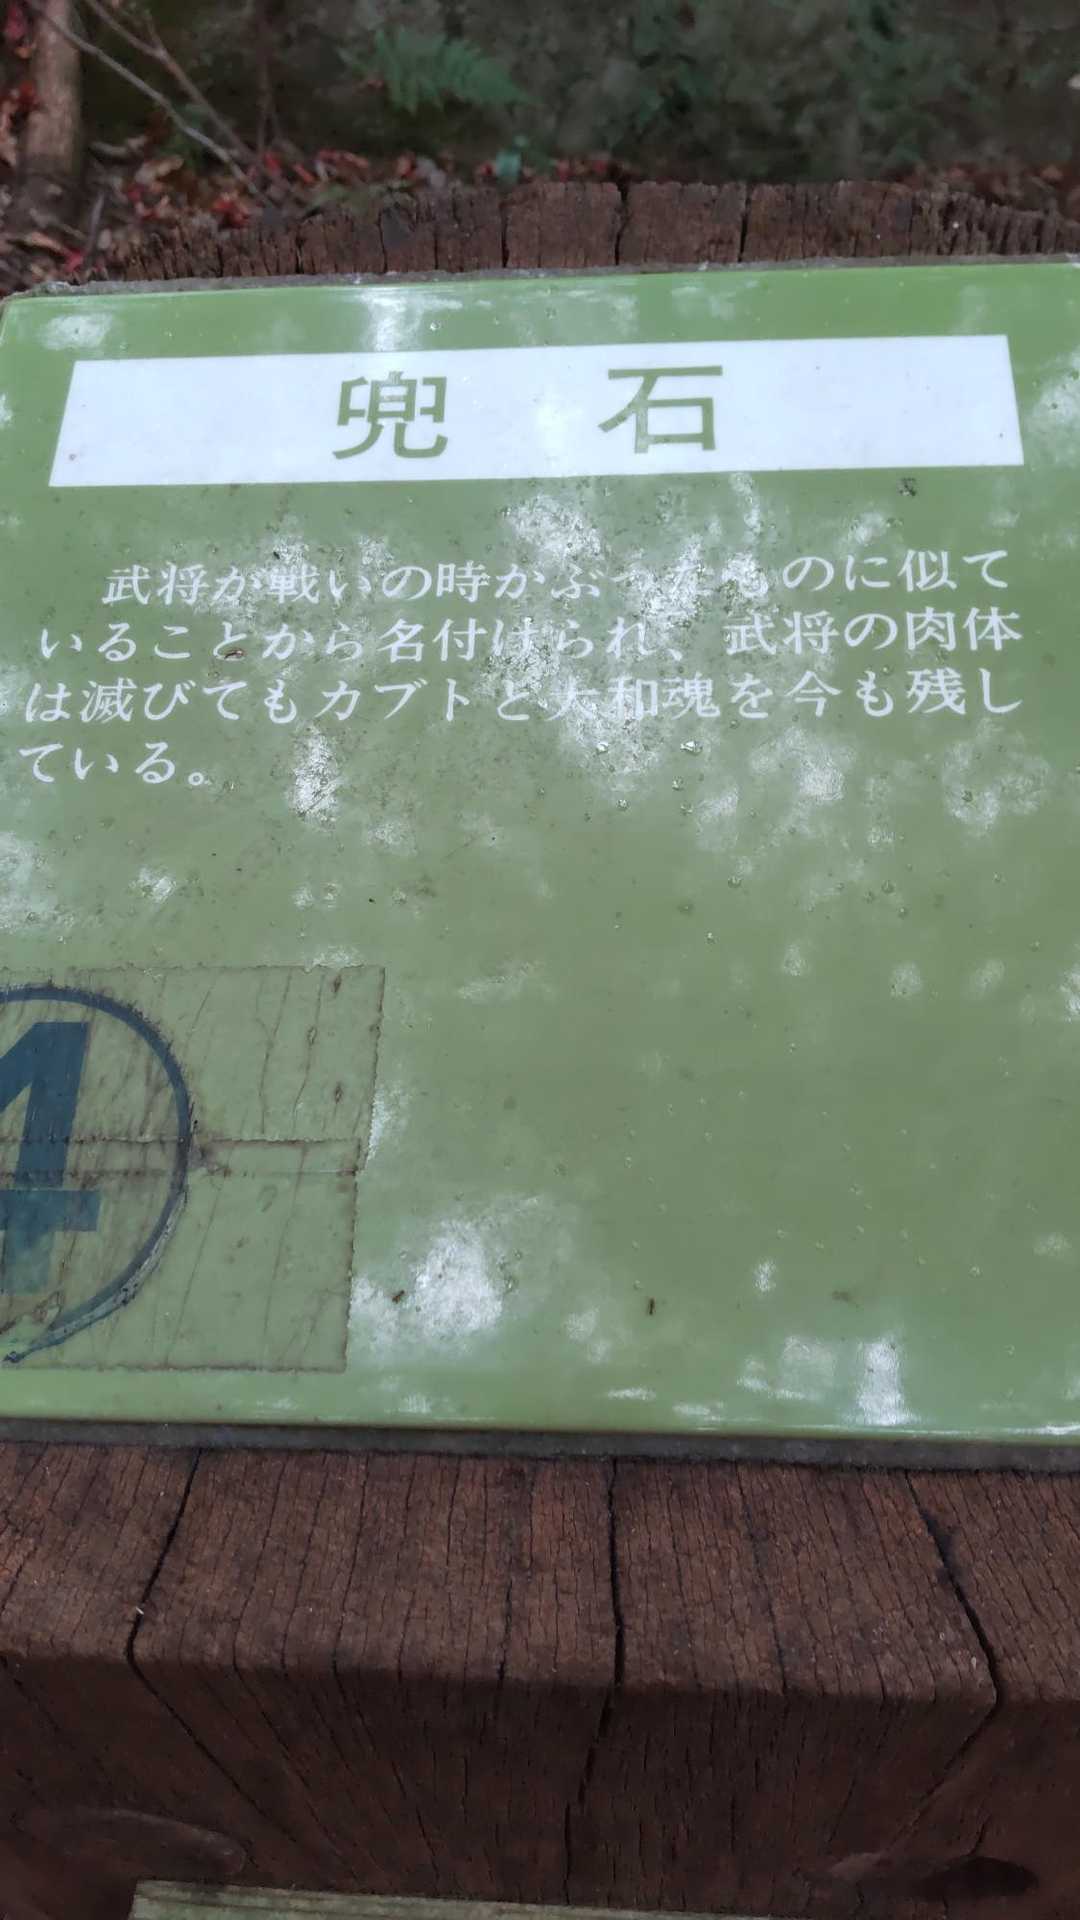 兜石
武将が戦いの時かぶったものに似て
いることから名付けられ、武将の肉体
は滅びてもカブトと大和魂を今も残し
ている。
4